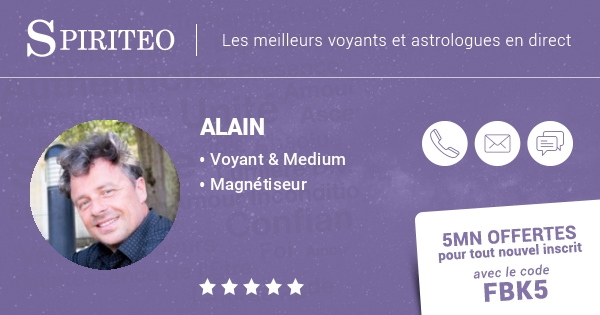 SPIRITEO
Les meilleurs voyants et astrologues en direct
ALAIN
• Voyant & Medium
• Magnétiseur
5MN OFFERTES
pour tout nouvel inscrit
avec le code
FBK5